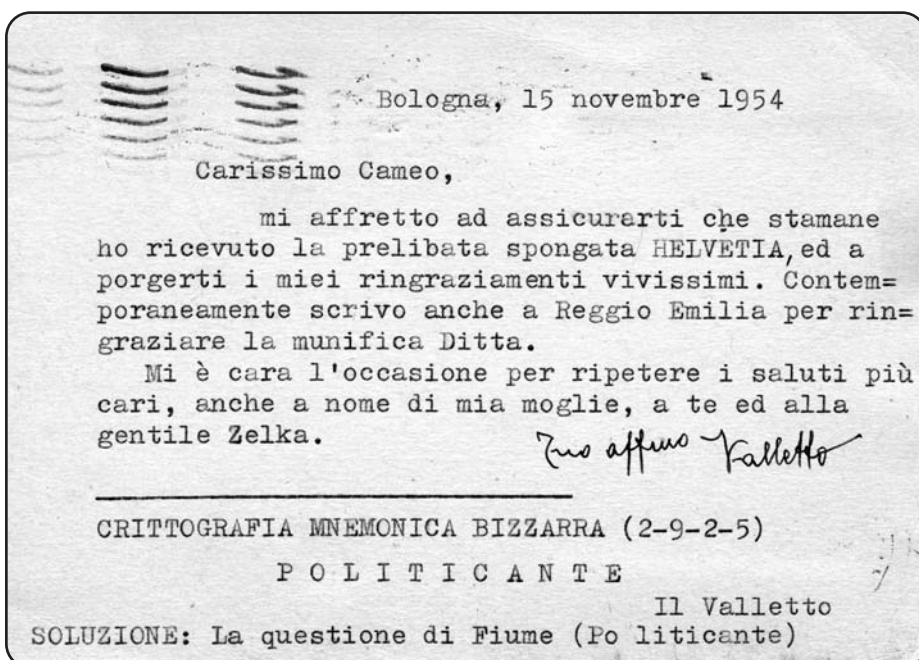 Bologna, 15 novembre 1954
Carissimo Cameo,
mi affretto ad assicurarti che stamane
ho ricevuto la prelibata spongata HELVETIA, ed a
porgerti i miei ringraziamenti vivissimi. Contem=
poraneamente scrivo anche a Reggio Emilia per rin=
graziare la munifica Ditta.
Mi è cara l'occasione per ripetere i saluti più
cari, anche a nome di mia moglie, a te ed alla
gentile Zelka.
Tuo affmo Valletto
CRITTOGRAFIA MNEMONICA BIZZARRA (2-9-2-5)
POLITICANTE
Il Valletto
SOLUZIONE: La questione di Fiume (Po liticante)